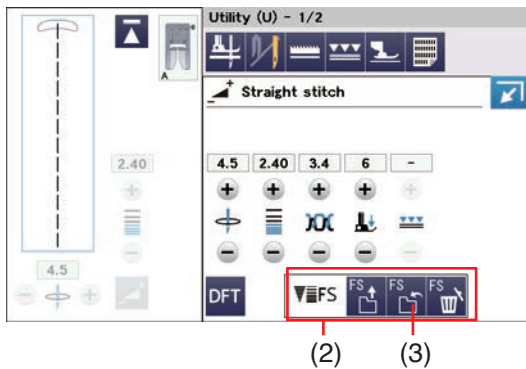 Utility (U) - 1/2
A
Straight stitch
2.40
4.5 2.40 3.4 6 -
4.5
DFT FS FS FS FS
(2) (3)